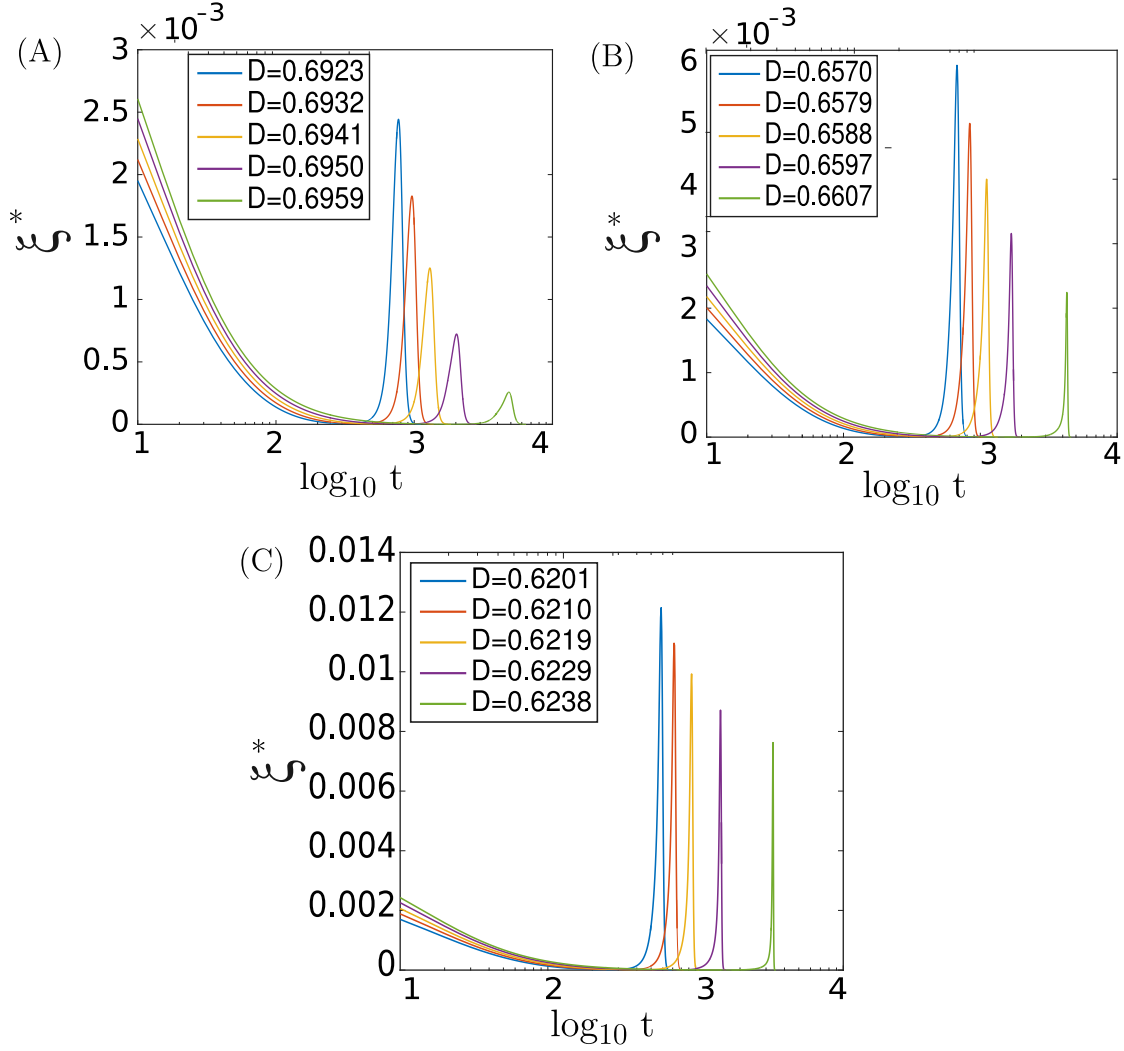 (A)
× 10⁻³
3
2.5
2
1.5
1
0.5
0
ξ*
D=0.6923
D=0.6932
D=0.6941
D=0.6950
D=0.6959
1 2 3 4
log₁₀ t
(B)
× 10⁻³
6
5
4
3
2
1
0
ξ*
D=0.6570
D=0.6579
D=0.6588
D=0.6597
D=0.6607
1 2 3 4
log₁₀ t
(C)
0.014
0.012
0.01
0.008
0.006
0.004
0.002
0
ξ*
D=0.6201
D=0.6210
D=0.6219
D=0.6229
D=0.6238
1 2 3 4
log₁₀ t